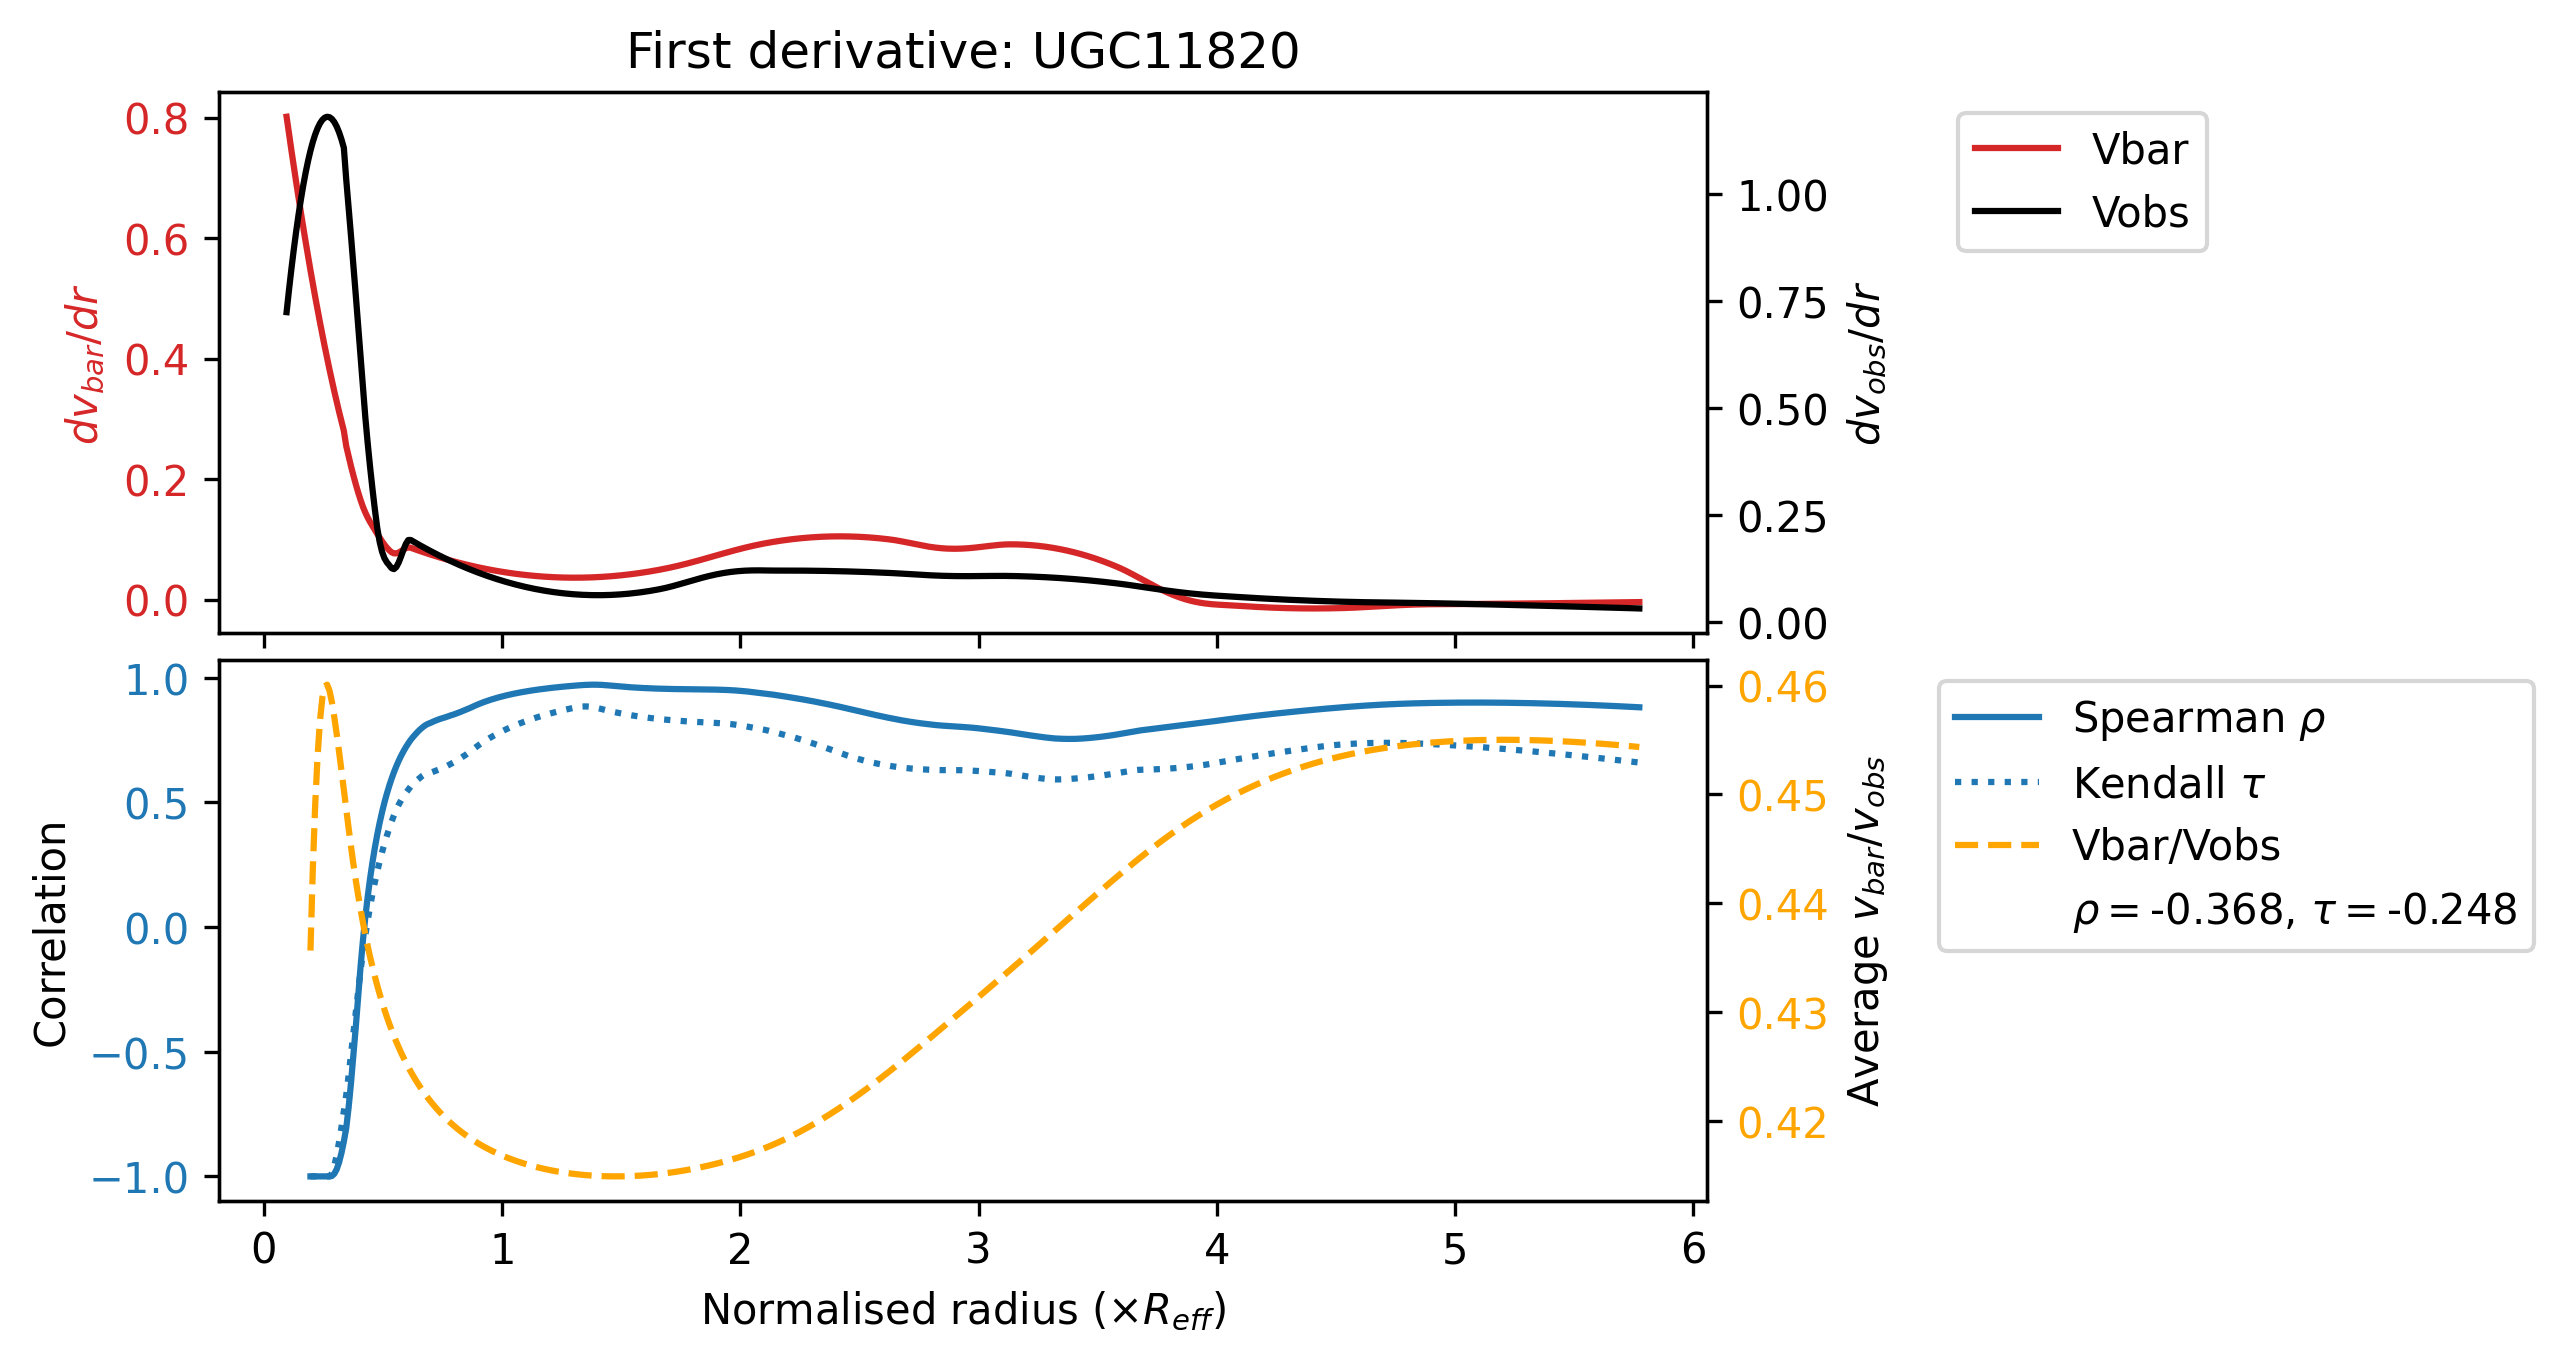 First derivative: UGC11820
0.8
0.6
0.4
0.2
0.0
dv_bar/dr
1.00
0.75
0.50
0.25
0.00
dv_obs/dr
Vbar
Vobs
1.0
0.5
0.0
−0.5
−1.0
Correlation
0.46
0.45
0.44
0.43
0.42
Average v_bar/v_obs
Spearman ρ
Kendall τ
Vbar/Vobs
ρ = -0.368, τ = -0.248
0 1 2 3 4 5 6
Normalised radius (×R_eff)